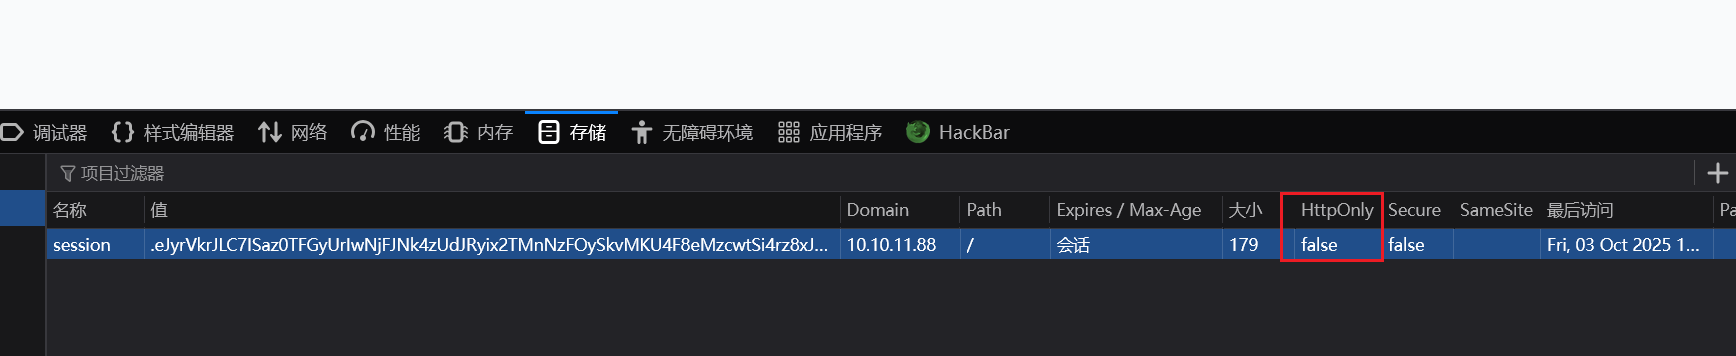 调试器 样式编辑器 网络 性能 内存 存储 无障碍环境 应用程序 HackBar
项目过滤器
名称 值 Domain Path Expires / Max-Age 大小 HttpOnly Secure SameSite 最后访问 Pa
session .eJyrVkrJLC7ISaz0TFGyUrIwNjFJNk4zUdJRyix2TMnNzFOySkvMKU4F8eMzcwtSi4rz8xJ... 10.10.11.88 / 会话 179 false false Fri, 03 Oct 2025 1...